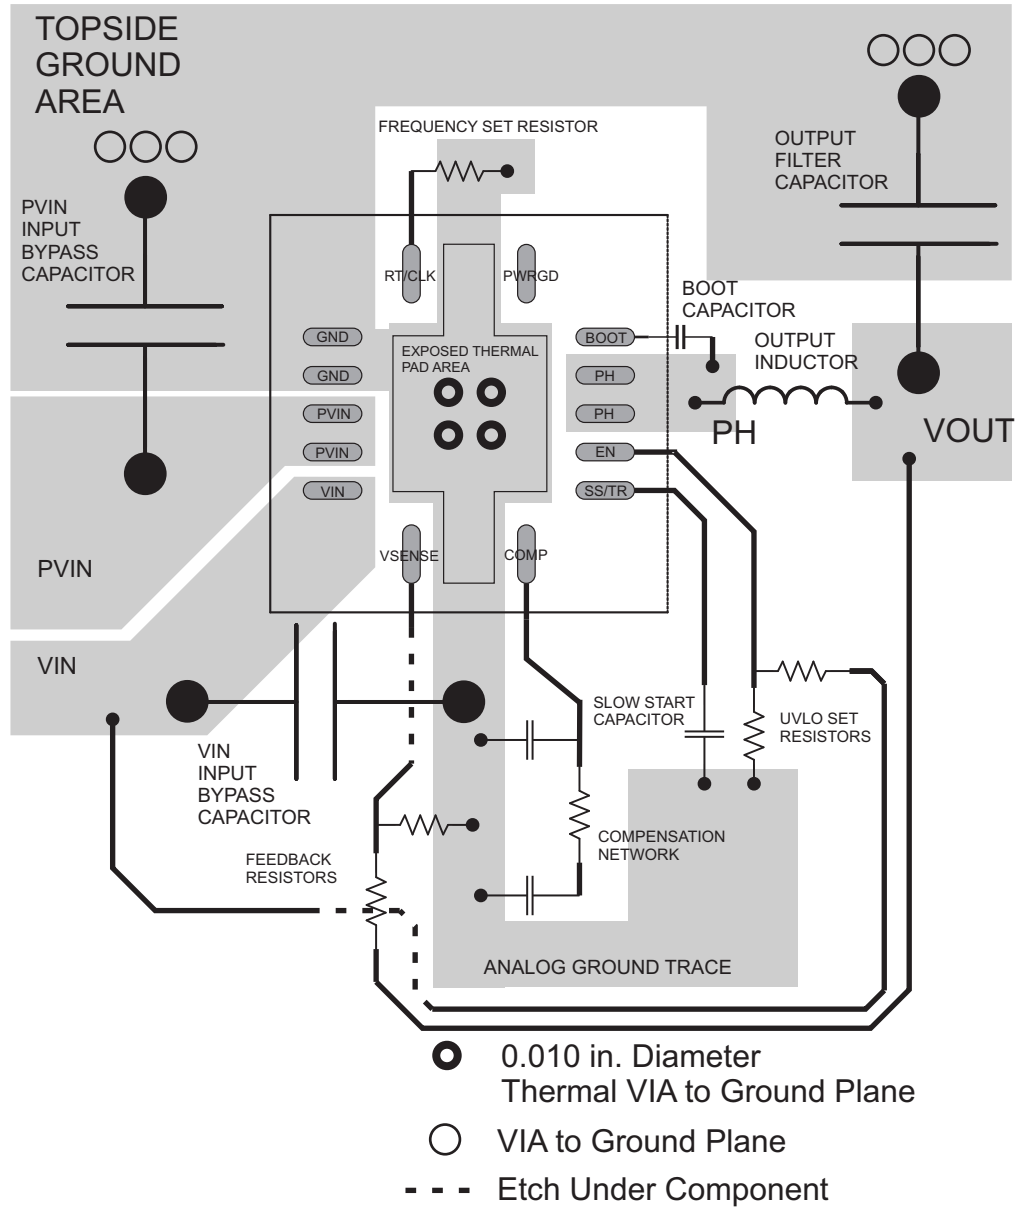 TOPSIDE
GROUND
AREA
FREQUENCY SET RESISTOR
OUTPUT
FILTER
CAPACITOR
PVIN
INPUT
BYPASS
CAPACITOR
RT/CLK
PWRGD
BOOT
CAPACITOR
GND
EXPOSED THERMAL
PAD AREA
BOOT
OUTPUT
INDUCTOR
GND
PH
PVIN
PH
PH
VOUT
PVIN
EN
VIN
SS/TR
VSENSE
COMP
PVIN
VIN
SLOW START
CAPACITOR
UVLO SET
RESISTORS
VIN
INPUT
BYPASS
CAPACITOR
COMPENSATION
NETWORK
FEEDBACK
RESISTORS
ANALOG GROUND TRACE
0.010 in. Diameter
Thermal VIA to Ground Plane
VIA to Ground Plane
Etch Under Component